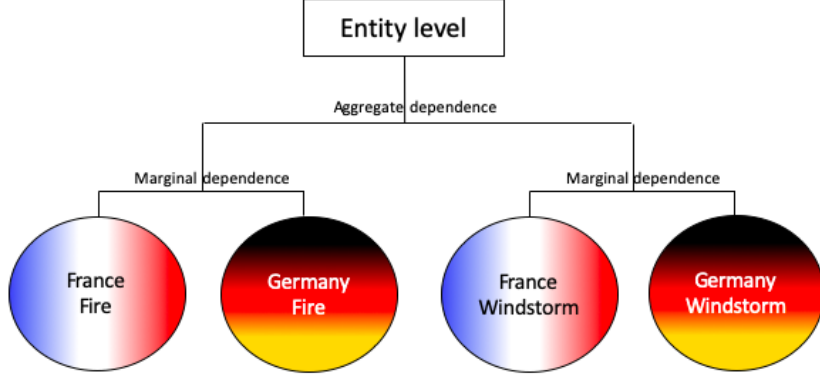 Entity level
Aggregate dependence
Marginal dependence
Marginal dependence
France
Fire
Germany
Fire
France
Windstorm
Germany
Windstorm